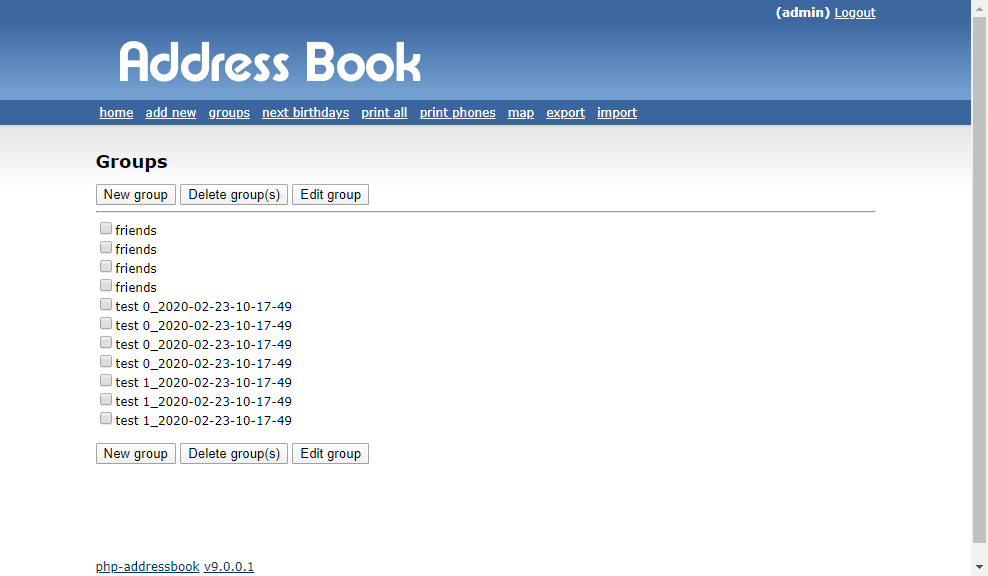 (admin) Logout
Address Book
home add new groups next birthdays print all print phones map export import
Groups
New group Delete group(s) Edit group
friends
friends
friends
friends
test 0_2020-02-23-10-17-49
test 0_2020-02-23-10-17-49
test 0_2020-02-23-10-17-49
test 0_2020-02-23-10-17-49
test 1_2020-02-23-10-17-49
test 1_2020-02-23-10-17-49
test 1_2020-02-23-10-17-49
New group Delete group(s) Edit group
php-addressbook v9.0.0.1